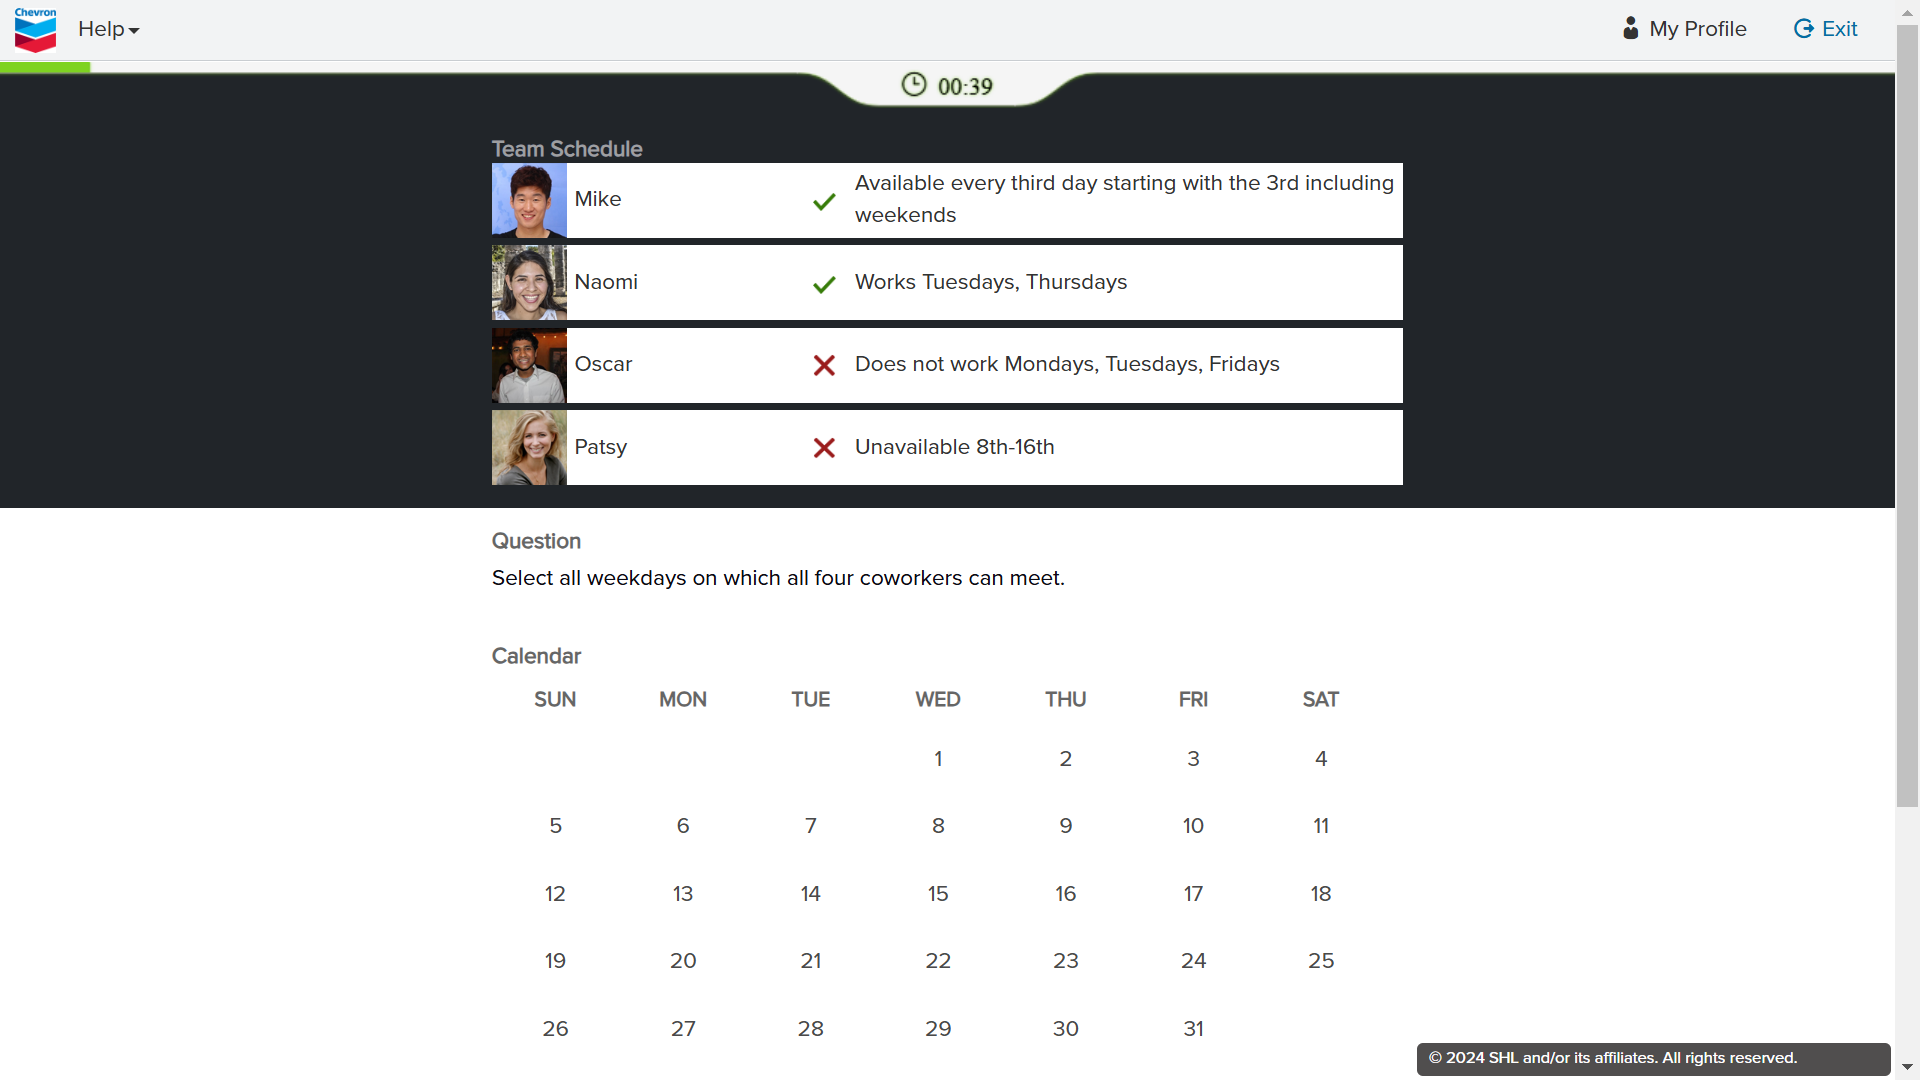 Chevron
Help
My Profile
Exit
00:39
Team Schedule
Mike
Available every third day starting with the 3rd including
weekends
Naomi
Works Tuesdays, Thursdays
Oscar
Does not work Mondays, Tuesdays, Fridays
Patsy
Unavailable 8th-16th
Question
Select all weekdays on which all four coworkers can meet.
Calendar
SUN MON TUE WED THU FRI SAT
1 2 3 4
5 6 7 8 9 10 11
12 13 14 15 16 17 18
19 20 21 22 23 24 25
26 27 28 29 30 31
© 2024 SHL and/or its affiliates. All rights reserved.